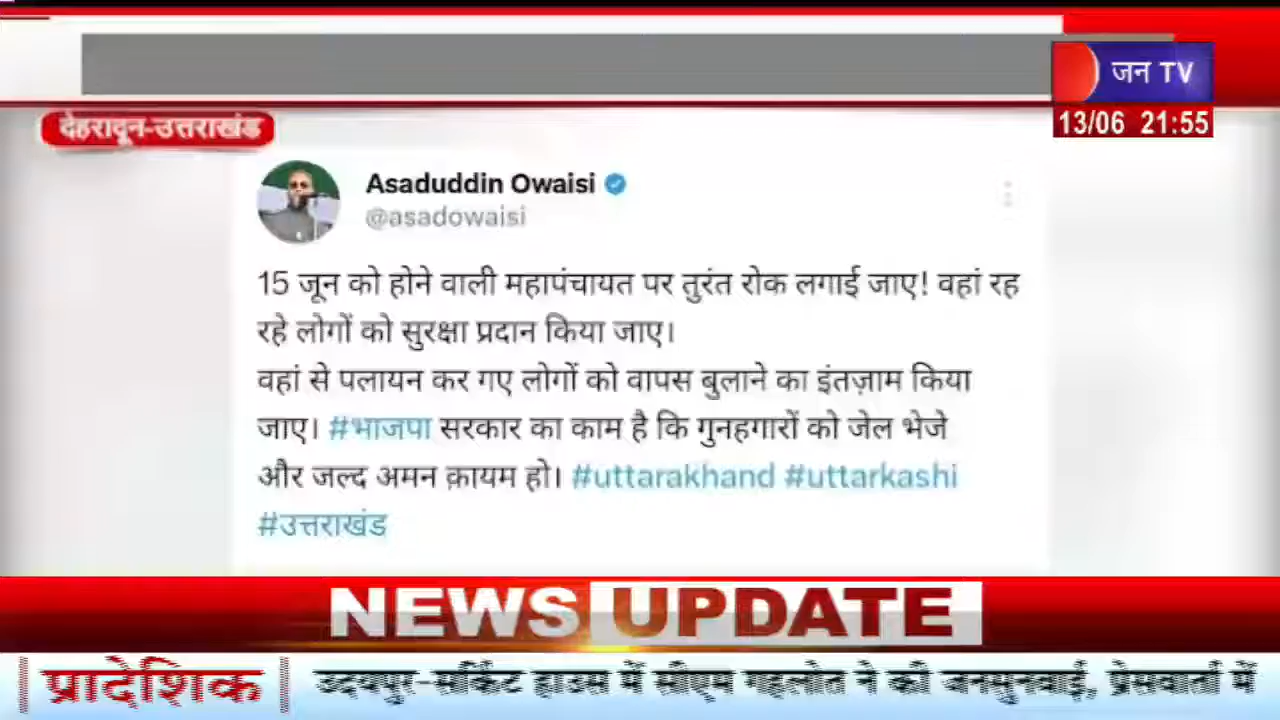 जन TV
13/06 21:55
देहरादून-उत्तराखंड
Asaduddin Owaisi
@asadowaisi
15 जून को होने वाली महापंचायत पर तुरंत रोक लगाई जाए! वहां रह
रहे लोगों को सुरक्षा प्रदान किया जाए।
वहां से पलायन कर गए लोगों को वापस बुलाने का इंतज़ाम किया
जाए। #भाजपा सरकार का काम है कि गुनहगारों को जेल भेजे
और जल्द अमन क़ायम हो। #uttarakhand #uttarkashi
#उत्तराखंड
NEWS UPDATE
प्रादेशिक उदयपुर-सर्किट हाउस में सीएम गहलोत ने की जनसुनवाई, प्रेसवार्ता में